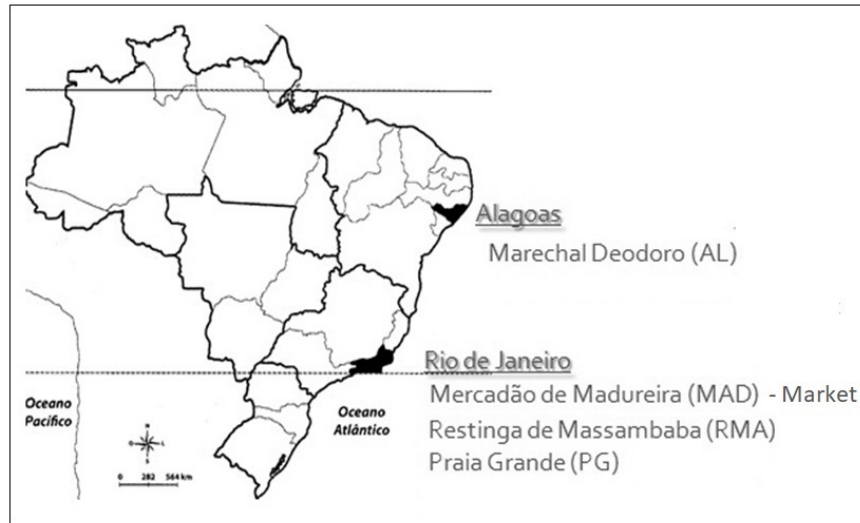 Alagoas
Marechal Deodoro (AL)
Rio de Janeiro
Mercadão de Madureira (MAD) - Market
Restinga de Massambaba (RMA)
Praia Grande (PG)
Oceano
Pacífico
Oceano
Atlântico
N
O L
S
0 282 564 km